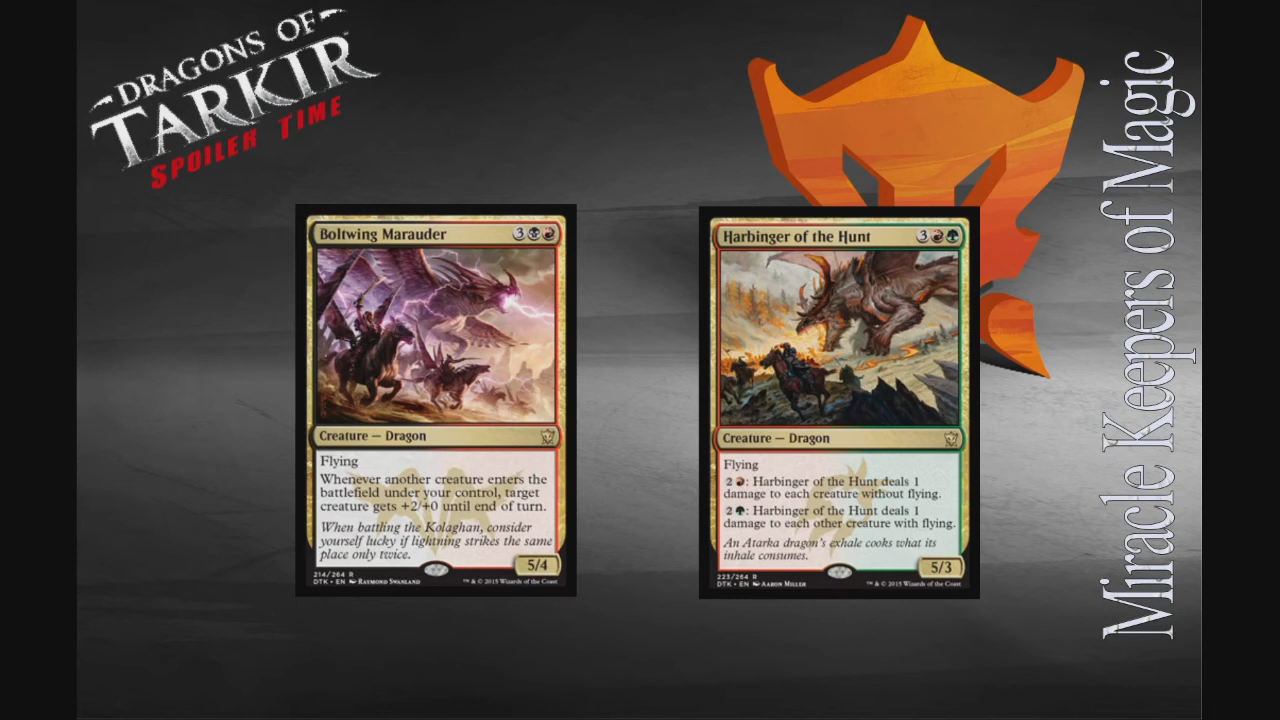 DRAGONS OF
TARKIR
SPOILER TIME
Miracle Keepers of Magic
Boltwing Marauder 3
Creature — Dragon
Flying
Whenever another creature enters the
battlefield under your control, target
creature gets +2/+0 until end of turn.
When battling the Kolaghan, consider
yourself lucky if lightning strikes the same
place only twice.
5/4
214/264 R
DTK • EN Raymond Swanland
™ & © 2015 Wizards of the Coast
Harbinger of the Hunt 3
Creature — Dragon
Flying
2 : Harbinger of the Hunt deals 1
damage to each creature without flying.
2 : Harbinger of the Hunt deals 1
damage to each other creature with flying.
An Atarka dragon's exhale cooks what its
inhale consumes.
5/3
223/264 R
DTK • EN Aaron Miller
™ & © 2015 Wizards of the Coast